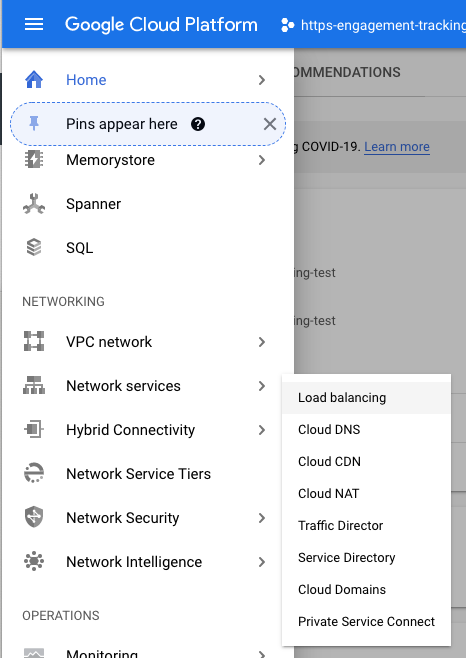 Google Cloud Platform
https-engagement-tracking
Home
OMMENDATIONS
Pins appear here
g COVID-19. Learn more
Memorystore
Spanner
SQL
ing-test
NETWORKING
ing-test
VPC network
Network services
Load balancing
Hybrid Connectivity
Cloud DNS
Cloud CDN
Network Service Tiers
Cloud NAT
Network Security
Traffic Director
Service Directory
Network Intelligence
Cloud Domains
OPERATIONS
Private Service Connect
Monitoring